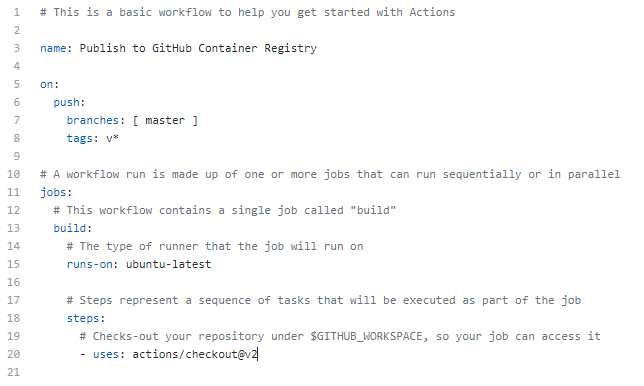 1 # This is a basic workflow to help you get started with Actions
2
3 name: Publish to GitHub Container Registry
4
5 on:
6   push:
7     branches: [ master ]
8     tags: v*
9
10 # A workflow run is made up of one or more jobs that can run sequentially or in parallel
11 jobs:
12   # This workflow contains a single job called "build"
13   build:
14     # The type of runner that the job will run on
15     runs-on: ubuntu-latest
16
17     # Steps represent a sequence of tasks that will be executed as part of the job
18     steps:
19       # Checks-out your repository under $GITHUB_WORKSPACE, so your job can access it
20       - uses: actions/checkout@v2
21